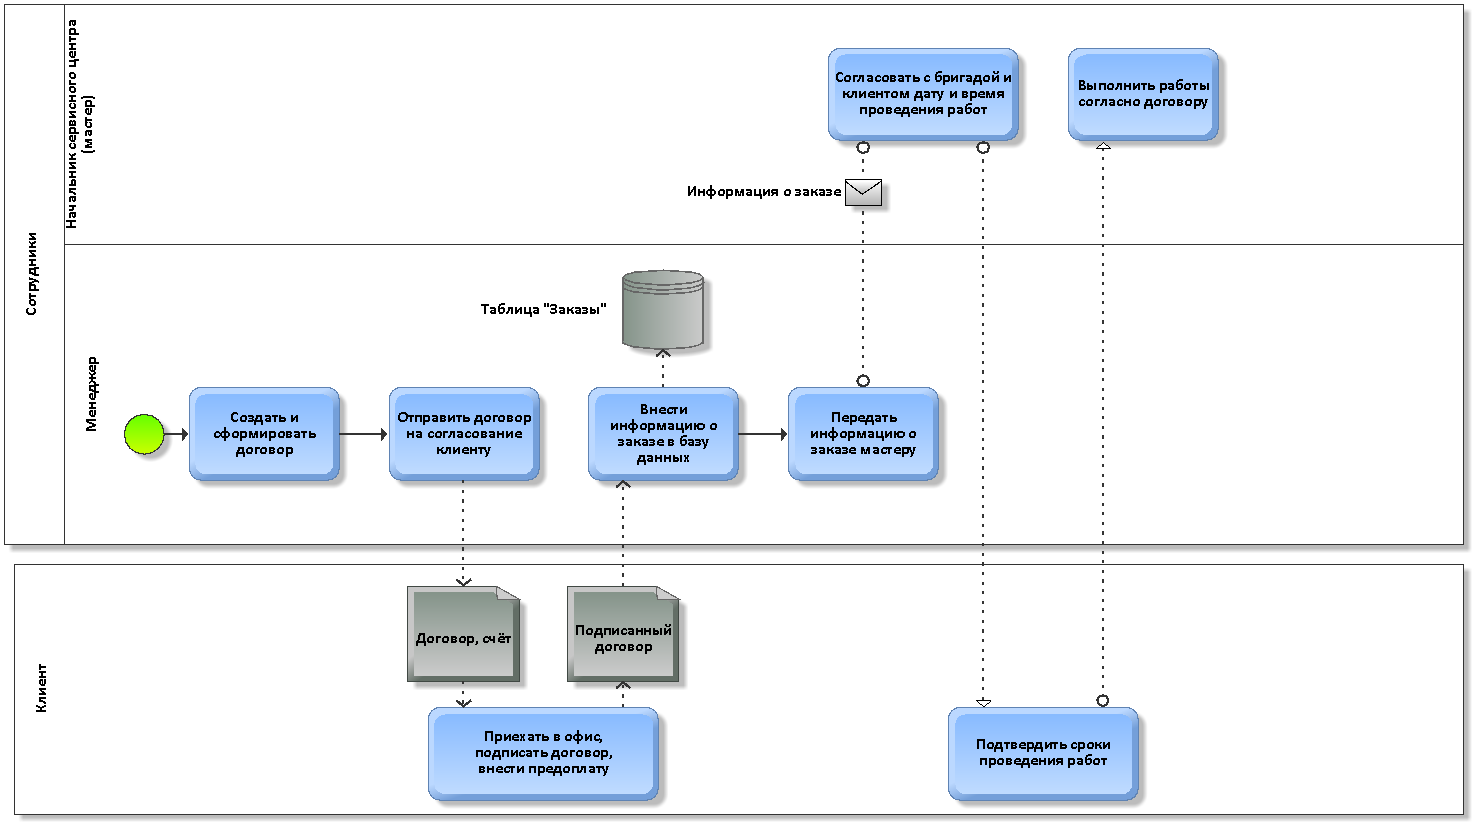 Сотрудники
Начальник сервисного центра
(мастер)
Согласовать с бригадой и
клиентом дату и время
проведения работ
Выполнить работы
согласно договору
Информация о заказе
Менеджер
Таблица "Заказы"
Создать и
сформировать
договор
Отправить договор
на согласование
клиенту
Внести
информацию о
заказе в базу
данных
Передать
информацию о
заказе мастеру
Клиент
Договор, счёт
Подписанный
договор
Приехать в офис,
подписать договор,
внести предоплату
Подтвердить сроки
проведения работ